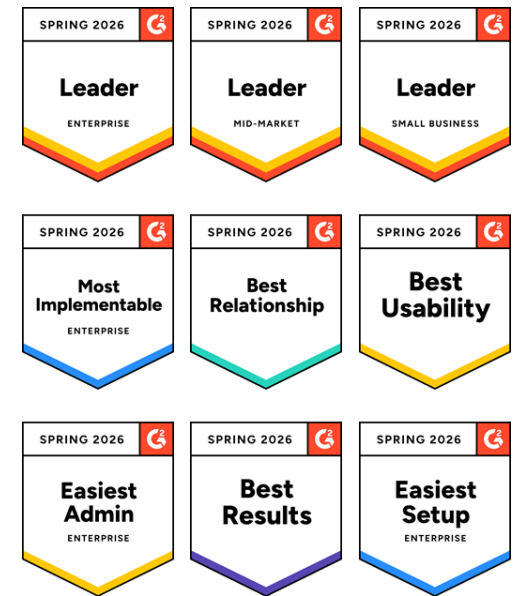 SPRING 2026 G2
Leader
ENTERPRISE
SPRING 2026 G2
Leader
MID-MARKET
SPRING 2026 G2
Leader
SMALL BUSINESS
SPRING 2026 G2
Most
Implementable
ENTERPRISE
SPRING 2026 G2
Best
Relationship
SPRING 2026 G2
Best
Usability
SPRING 2026 G2
Easiest
Admin
ENTERPRISE
SPRING 2026 G2
Best
Results
SPRING 2026 G2
Easiest
Setup
ENTERPRISE